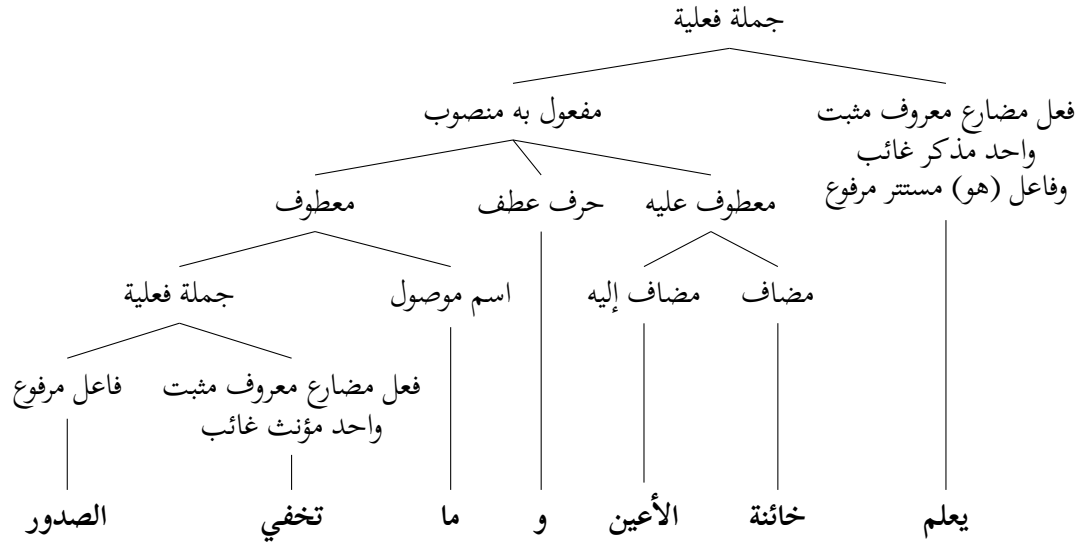 جملة فعلية
فعل مضارع معروف مثبت
واحد مذكر غائب
وفاعل (هو) مستتر مرفوع
مفعول به منصوب
معطوف عليه
حرف عطف
معطوف
مضاف
مضاف إليه
اسم موصول
جملة فعلية
فعل مضارع معروف مثبت
واحد مؤنث غائب
فاعل مرفوع
يعلم خائنة الأعين و ما تخفي الصدور